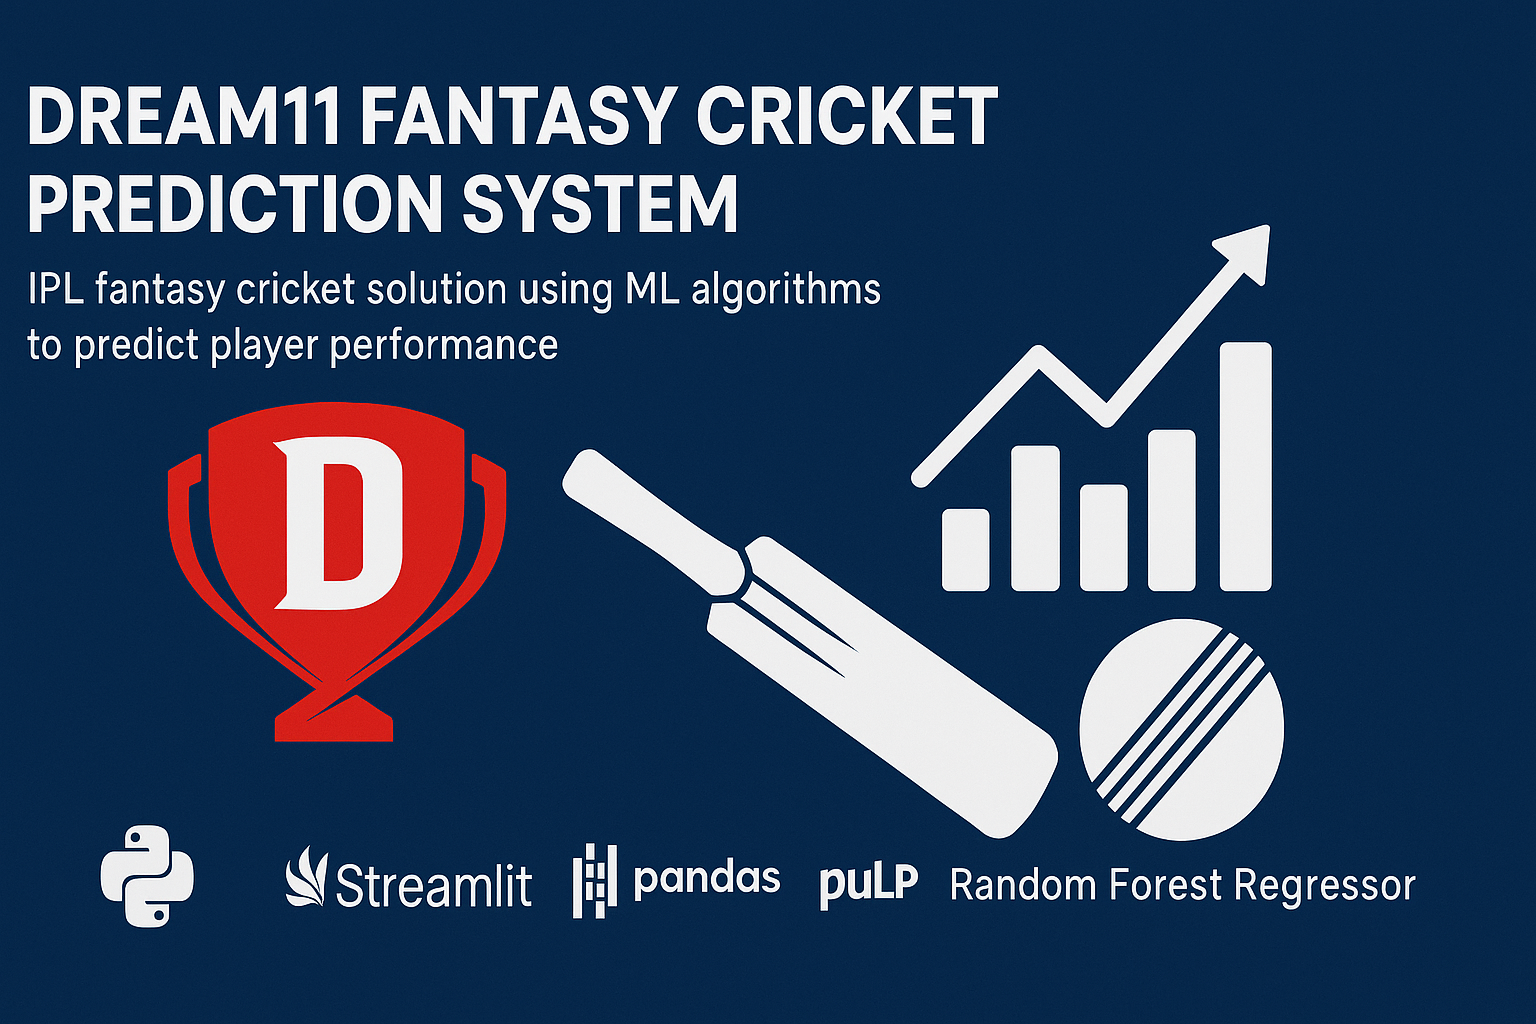 DREAM11 FANTASY CRICKET
PREDICTION SYSTEM
IPL fantasy cricket solution using ML algorithms
to predict player performance
D
Streamlit
pandas
puLP
Random Forest Regressor